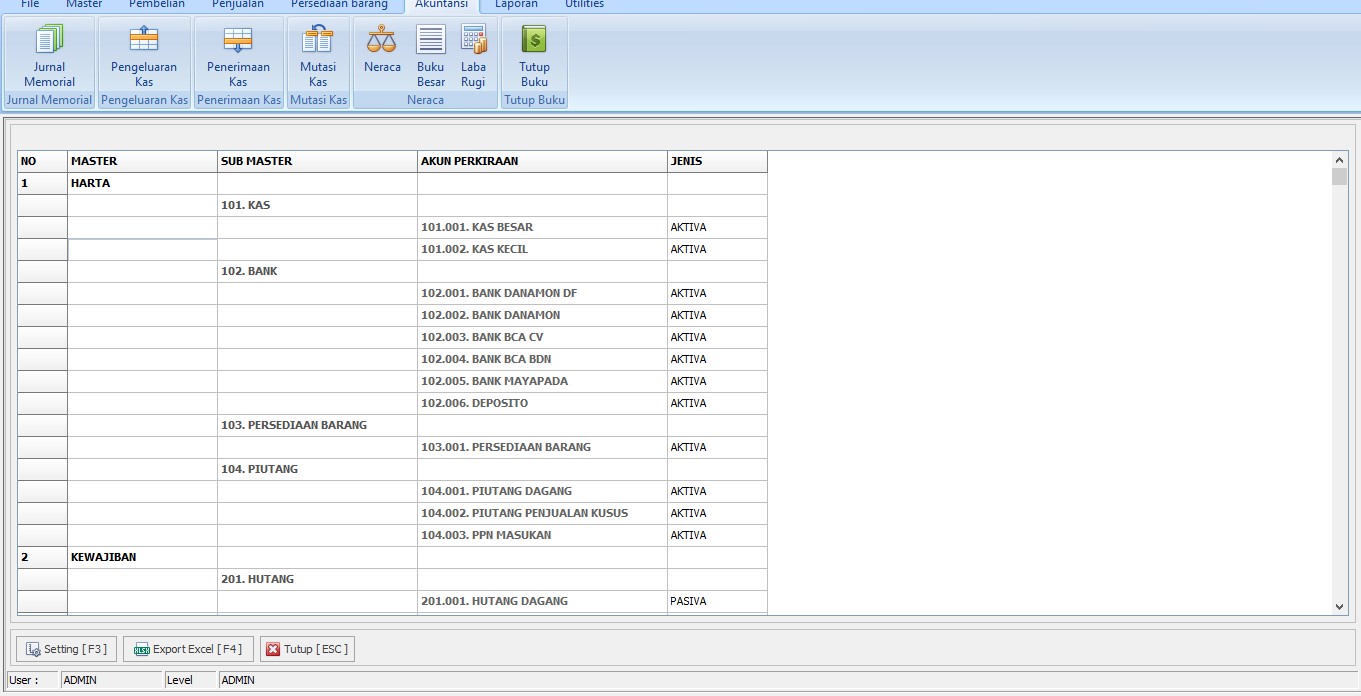 File Master Pembelian Penjualan Persediaan barang Akuntansi Laporan Utilities
Jurnal Memorial Pengeluaran Kas Penerimaan Kas Mutasi Kas Neraca Buku Besar Laba Rugi Tutup Buku
Jurnal Memorial Pengeluaran Kas Penerimaan Kas Mutasi Kas Neraca Tutup Buku
NO MASTER SUB MASTER AKUN PERKIRAAN JENIS
1 HARTA
101. KAS
101.001. KAS BESAR AKTIVA
101.002. KAS KECIL AKTIVA
102. BANK
102.001. BANK DANAMON DF AKTIVA
102.002. BANK DANAMON AKTIVA
102.003. BANK BCA CV AKTIVA
102.004. BANK BCA BDN AKTIVA
102.005. BANK MAYAPADA AKTIVA
102.006. DEPOSITO AKTIVA
103. PERSEDIAAN BARANG
103.001. PERSEDIAAN BARANG AKTIVA
104. PIUTANG
104.001. PIUTANG DAGANG AKTIVA
104.002. PIUTANG PENJUALAN KUSUS AKTIVA
104.003. PPN MASUKAN AKTIVA
2 KEWAJIBAN
201. HUTANG
201.001. HUTANG DAGANG PASIVA
Setting [ F3 ] Export Excel [ F4 ] Tutup [ ESC ]
User : ADMIN Level ADMIN